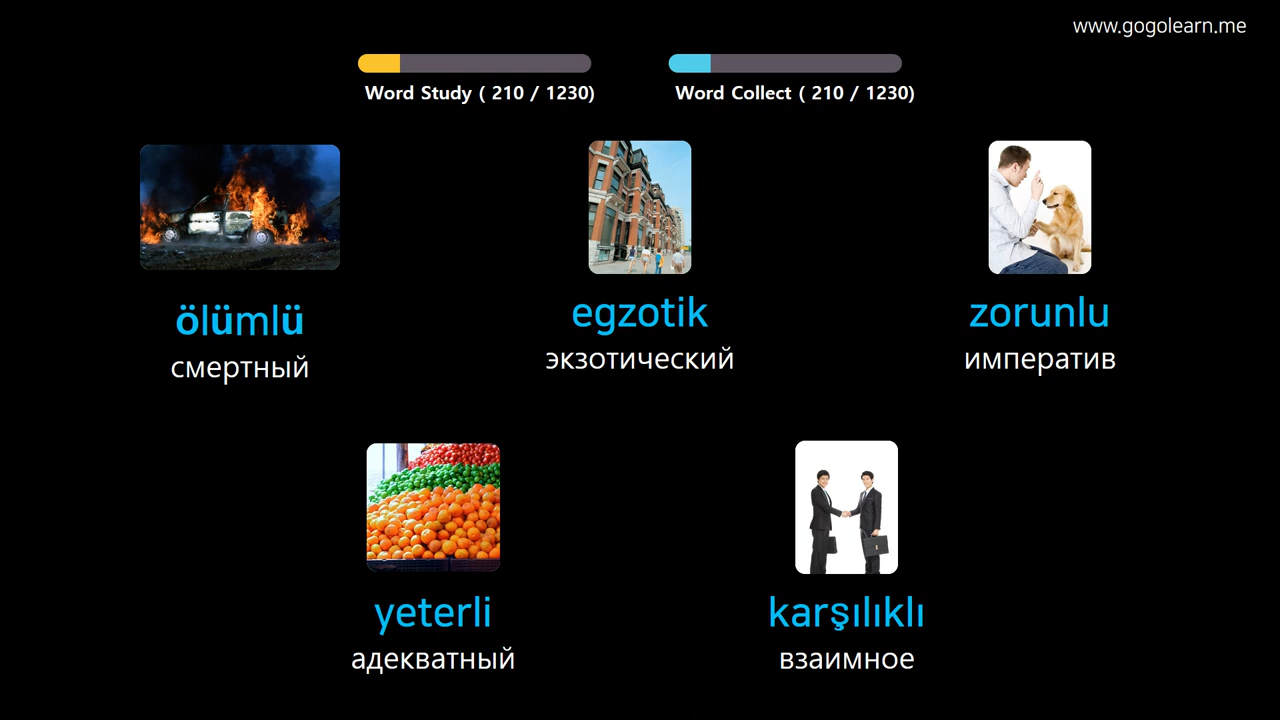 www.gogolearn.me
Word Study ( 210 / 1230)
Word Collect ( 210 / 1230)
ölümlü
смертный
egzotik
экзотический
zorunlu
императив
yeterli
адекватный
karşılıklı
взаимное